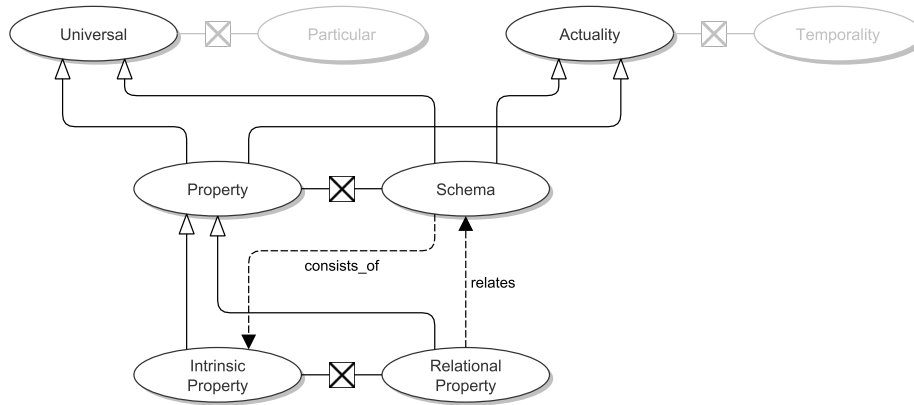 Universal
Particular
Actuality
Temporality
Property
Schema
consists_of
relates
Intrinsic
Property
Relational
Property